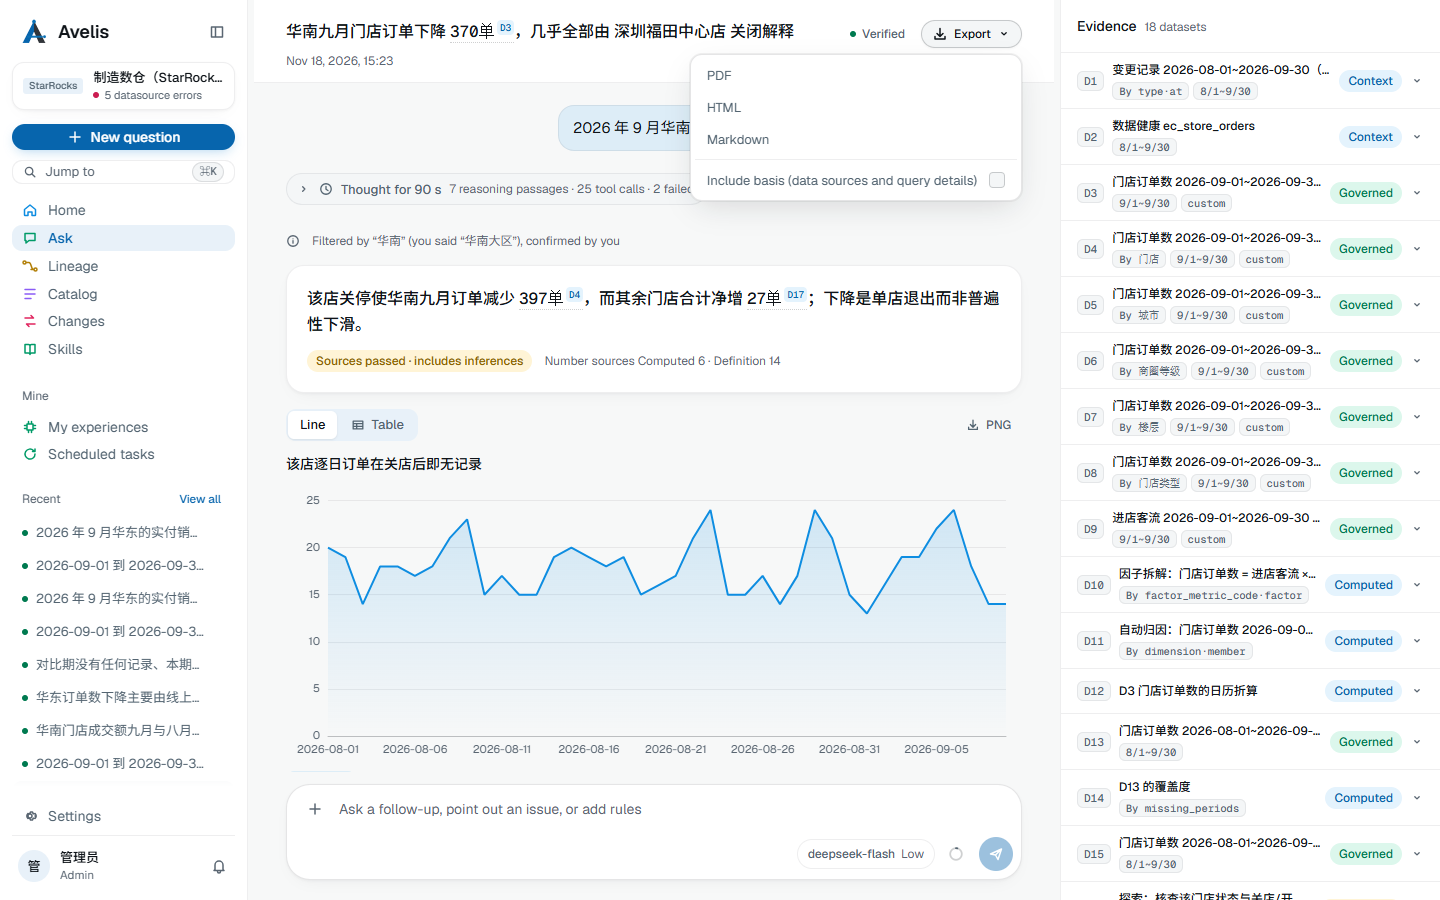 Avelis
StarRocks
制造数仓（StarRock...
5 datasource errors
New question
Jump to
⌘K
Home
Ask
Lineage
Catalog
Changes
Skills
Mine
My experiences
Scheduled tasks
Recent
View all
2026 年 9 月华东的实付销...
2026-09-01 到 2026-09-3...
2026 年 9 月华东的实付销...
2026-09-01 到 2026-09-3...
对比期没有任何记录、本期...
华东订单数下降主要由线上...
华南门店成交额九月与八月...
2026-09-01 到 2026-09-3...
Settings
管
管理员
Admin
华南九月门店订单下降 370单 D3 ，几乎全部由 深圳福田中心店 关闭解释
Nov 18, 2026, 15:23
Verified
Export
PDF
HTML
Markdown
Include basis (data sources and query details)
2026 年 9 月华南
Thought for 90 s 7 reasoning passages · 25 tool calls · 2 failed
Filtered by “华南” (you said “华南大区”), confirmed by you
该店关停使华南九月订单减少 397单 D4 ，而其余门店合计净增 27单 D17 ；下降是单店退出而非普遍
性下滑。
Sources passed · includes inferences
Number sources Computed 6 · Definition 14
Line
Table
PNG
该店逐日订单在关店后即无记录
25
20
15
10
5
0
2026-08-01
2026-08-06
2026-08-11
2026-08-16
2026-08-21
2026-08-26
2026-08-31
2026-09-05
Ask a follow-up, point out an issue, or add rules
deepseek-flash Low
Evidence 18 datasets
D1
变更记录 2026-08-01~2026-09-30（...
By type·at 8/1~9/30
Context
D2
数据健康 ec_store_orders
8/1~9/30
Context
D3
门店订单数 2026-09-01~2026-09-3...
9/1~9/30 custom
Governed
D4
门店订单数 2026-09-01~2026-09-3...
By 门店 9/1~9/30 custom
Governed
D5
门店订单数 2026-09-01~2026-09-3...
By 城市 9/1~9/30 custom
Governed
D6
门店订单数 2026-09-01~2026-09-3...
By 商圈等级 9/1~9/30 custom
Governed
D7
门店订单数 2026-09-01~2026-09-3...
By 楼层 9/1~9/30 custom
Governed
D8
门店订单数 2026-09-01~2026-09-3...
By 门店类型 9/1~9/30 custom
Governed
D9
进店客流 2026-09-01~2026-09-30 ...
9/1~9/30 custom
Governed
D10
因子拆解：门店订单数 = 进店客流 ×...
By factor_metric_code·factor
Computed
D11
自动归因：门店订单数 2026-09-0...
By dimension·member
Computed
D12
D3 门店订单数的日历折算
Computed
D13
门店订单数 2026-08-01~2026-09-...
8/1~9/30
Governed
D14
D13 的覆盖度
By missing_periods
Computed
D15
门店订单数 2026-08-01~2026-09-...
8/1~9/30
Governed
探索：核查该门店状态与关店/开